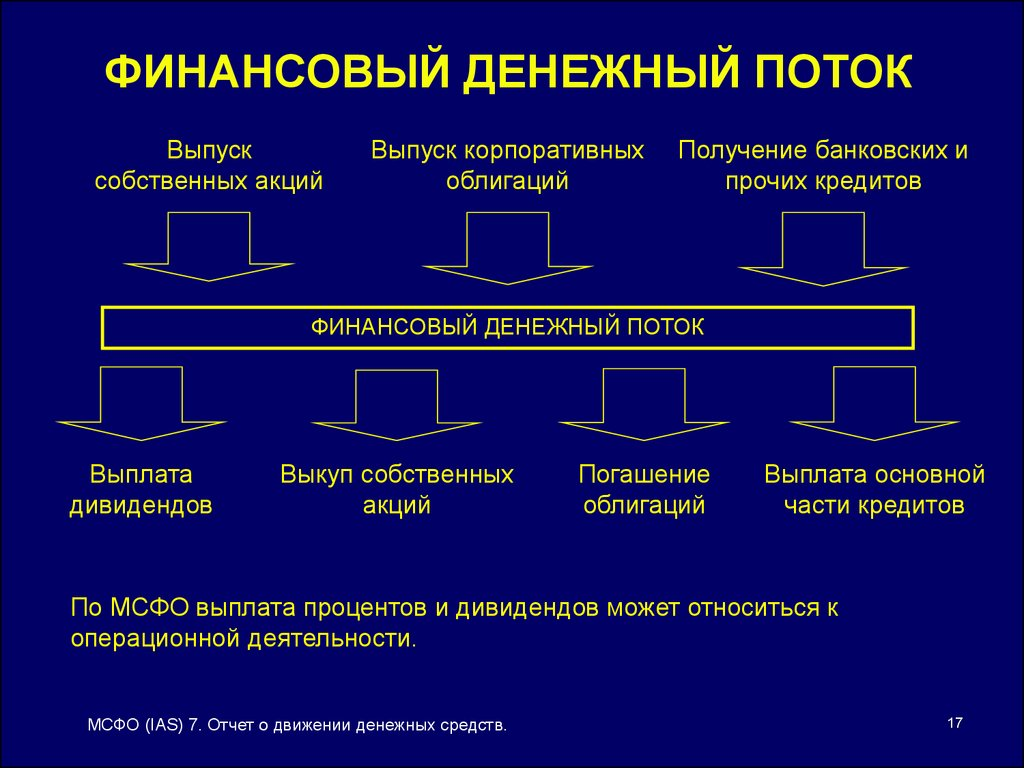 ФИНАНСОВЫЙ ДЕНЕЖНЫЙ ПОТОК
Выпуск
собственных акций
Выпуск корпоративных
облигаций
Получение банковских и
прочих кредитов
ФИНАНСОВЫЙ ДЕНЕЖНЫЙ ПОТОК
Выплата
дивидендов
Выкуп собственных
акций
Погашение
облигаций
Выплата основной
части кредитов
По МСФО выплата процентов и дивидендов может относиться к
операционной деятельности.
МСФО (IAS) 7. Отчет о движении денежных средств.
17